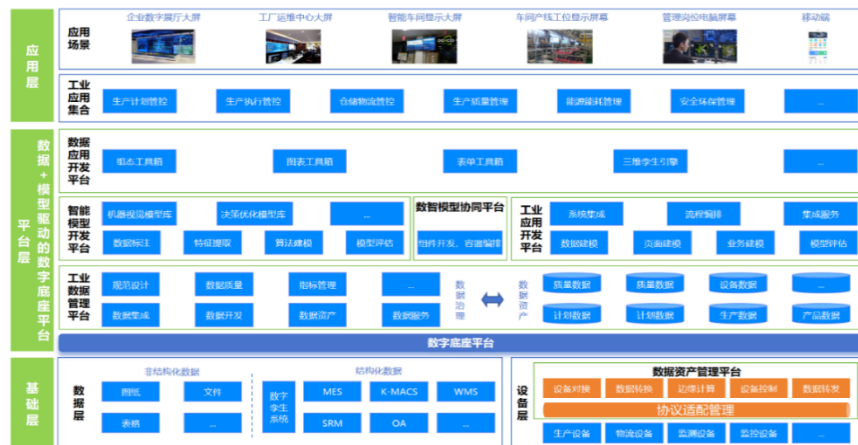 应用层
应用场景
企业数字展厅大屏
工厂运维中心大屏
智能车间显示大屏
车间产线工位显示屏幕
管理岗位电脑屏幕
移动端
工业应用集合
生产计划管控
生产执行管控
仓储物流管控
生产质量管理
能源能耗管理
安全环保管理
...
平台层
数据+模型驱动的数字底座平台
数据应用开发平台
组态工具箱
图表工具箱
表单工具箱
三维孪生引擎
...
智能模型开发平台
机器视觉模型库
决策优化模型库
...
数据标注
特征提取
算法建模
模型评估
数智模型协同平台
组件开发、容器编排
工业应用开发平台
系统集成
流程编排
集成服务
数据建模
页面建模
业务建模
模型评估
工业数据管理平台
规范设计
数据质量
指标管理
...
数据集成
数据开发
数据资产
数据服务
数据治理
数据资产
质量数据
质量数据
设备数据
...
计划数据
计划数据
生产数据
产品数据
数字底座平台
基础层
数据层
非结构化数据
图纸
文件
表格
...
数字孪生系统
结构化数据
MES
K-MACS
WMS
SRM
OA
...
设备层
数据资产管理平台
设备对接
数据转换
边缘计算
设备控制
数据转发
协议适配管理
生产设备
物流设备
监测设备
监控设备
...